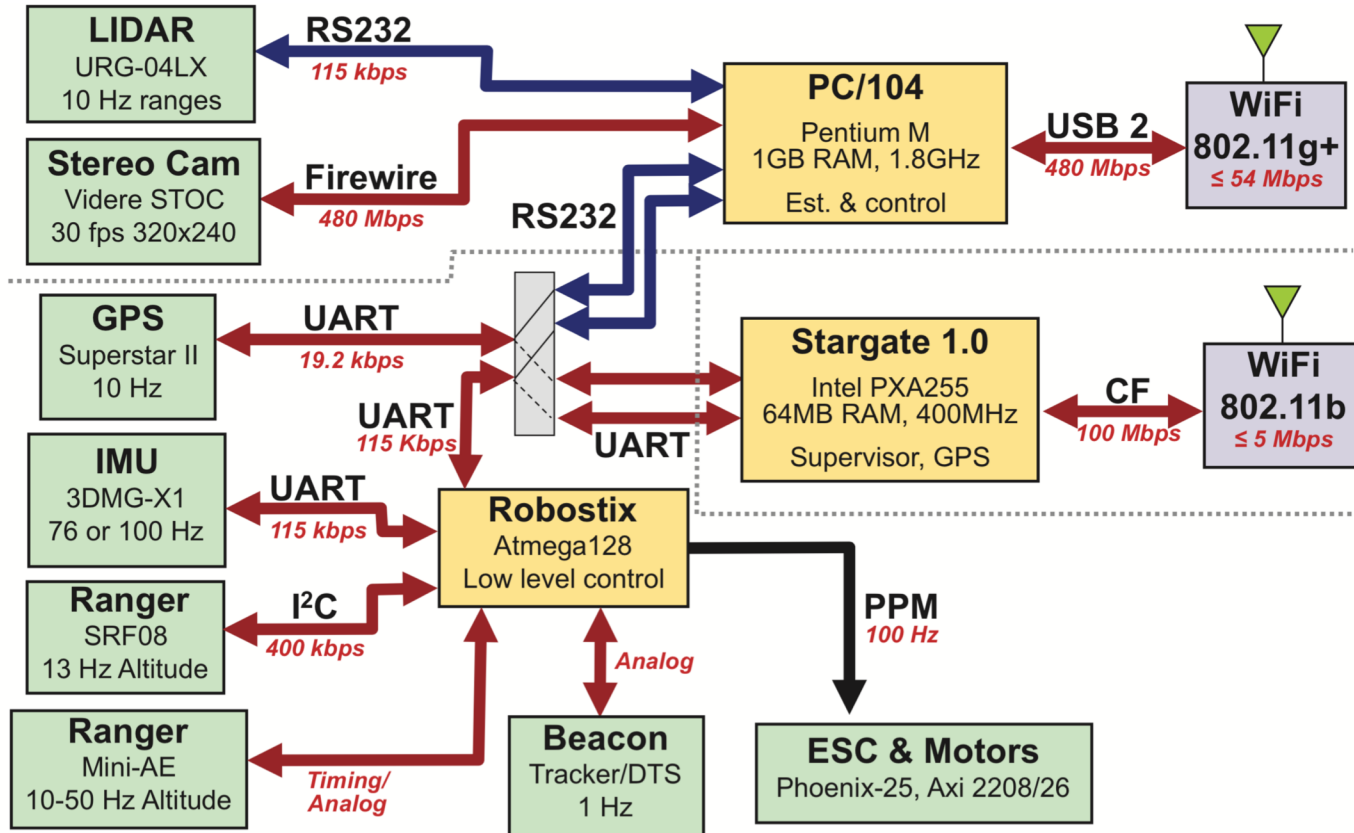 LIDAR
URG-04LX
10 Hz ranges
RS232
115 kbps
Stereo Cam
Videre STOC
30 fps 320x240
Firewire
480 Mbps
PC/104
Pentium M
1GB RAM, 1.8GHz
Est. & control
USB 2
480 Mbps
WiFi
802.11g+
≤ 54 Mbps
RS232
GPS
Superstar II
10 Hz
UART
19.2 kbps
UART
115 Kbps
UART
Stargate 1.0
Intel PXA255
64MB RAM, 400MHz
Supervisor, GPS
CF
100 Mbps
WiFi
802.11b
≤ 5 Mbps
IMU
3DMG-X1
76 or 100 Hz
UART
115 kbps
Robostix
Atmega128
Low level control
Ranger
SRF08
13 Hz Altitude
I²C
400 kbps
PPM
100 Hz
Analog
Ranger
Mini-AE
10-50 Hz Altitude
Timing/
Analog
Beacon
Tracker/DTS
1 Hz
ESC & Motors
Phoenix-25, Axi 2208/26